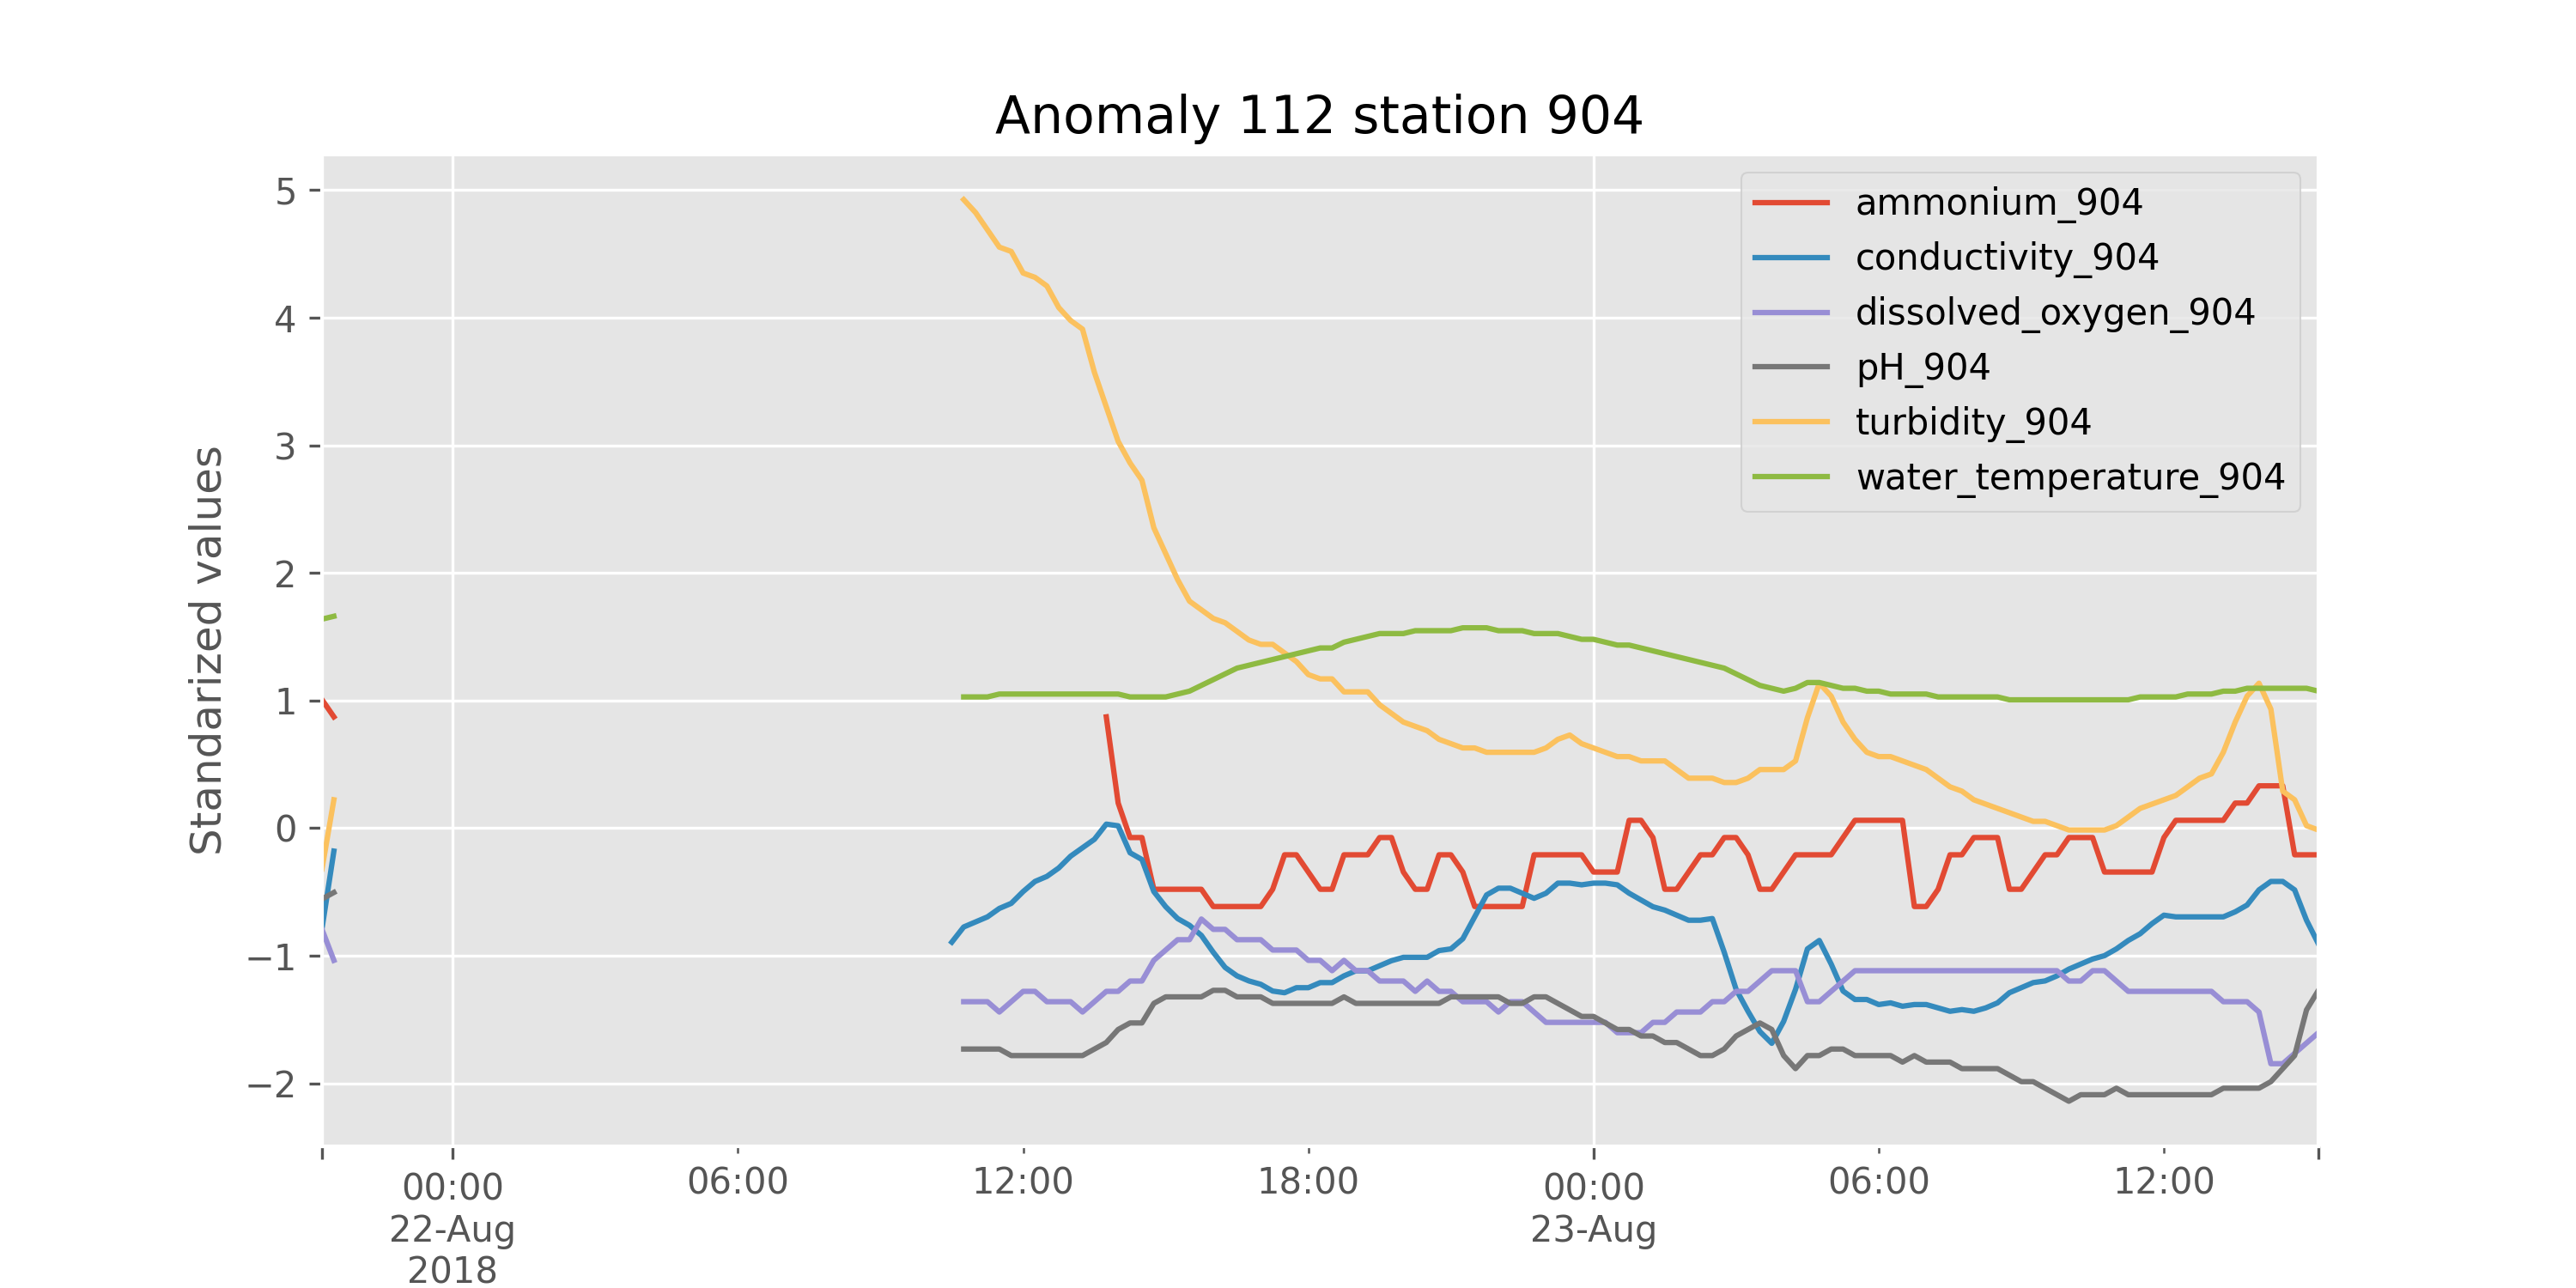 Anomaly 112 station 904
Standarized values
5
4
3
2
1
0
−1
−2
ammonium_904
conductivity_904
dissolved_oxygen_904
pH_904
turbidity_904
water_temperature_904
00:00
22-Aug
2018
06:00
12:00
18:00
00:00
23-Aug
06:00
12:00